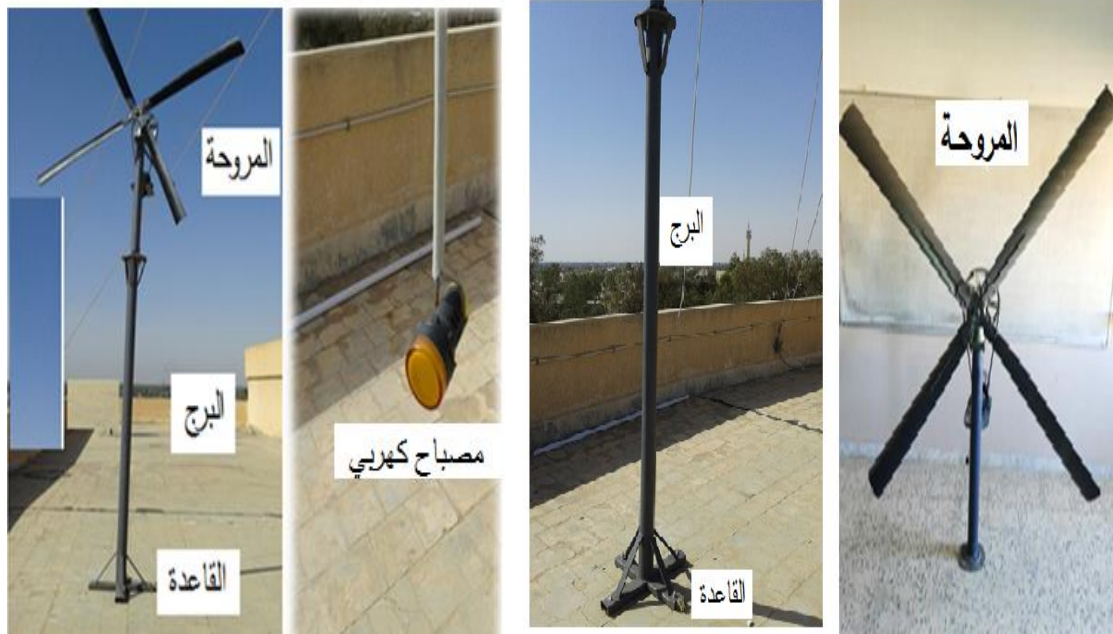 المروحة
البرج
القاعدة
مصباح كهربي
البرج
القاعدة
المروحة